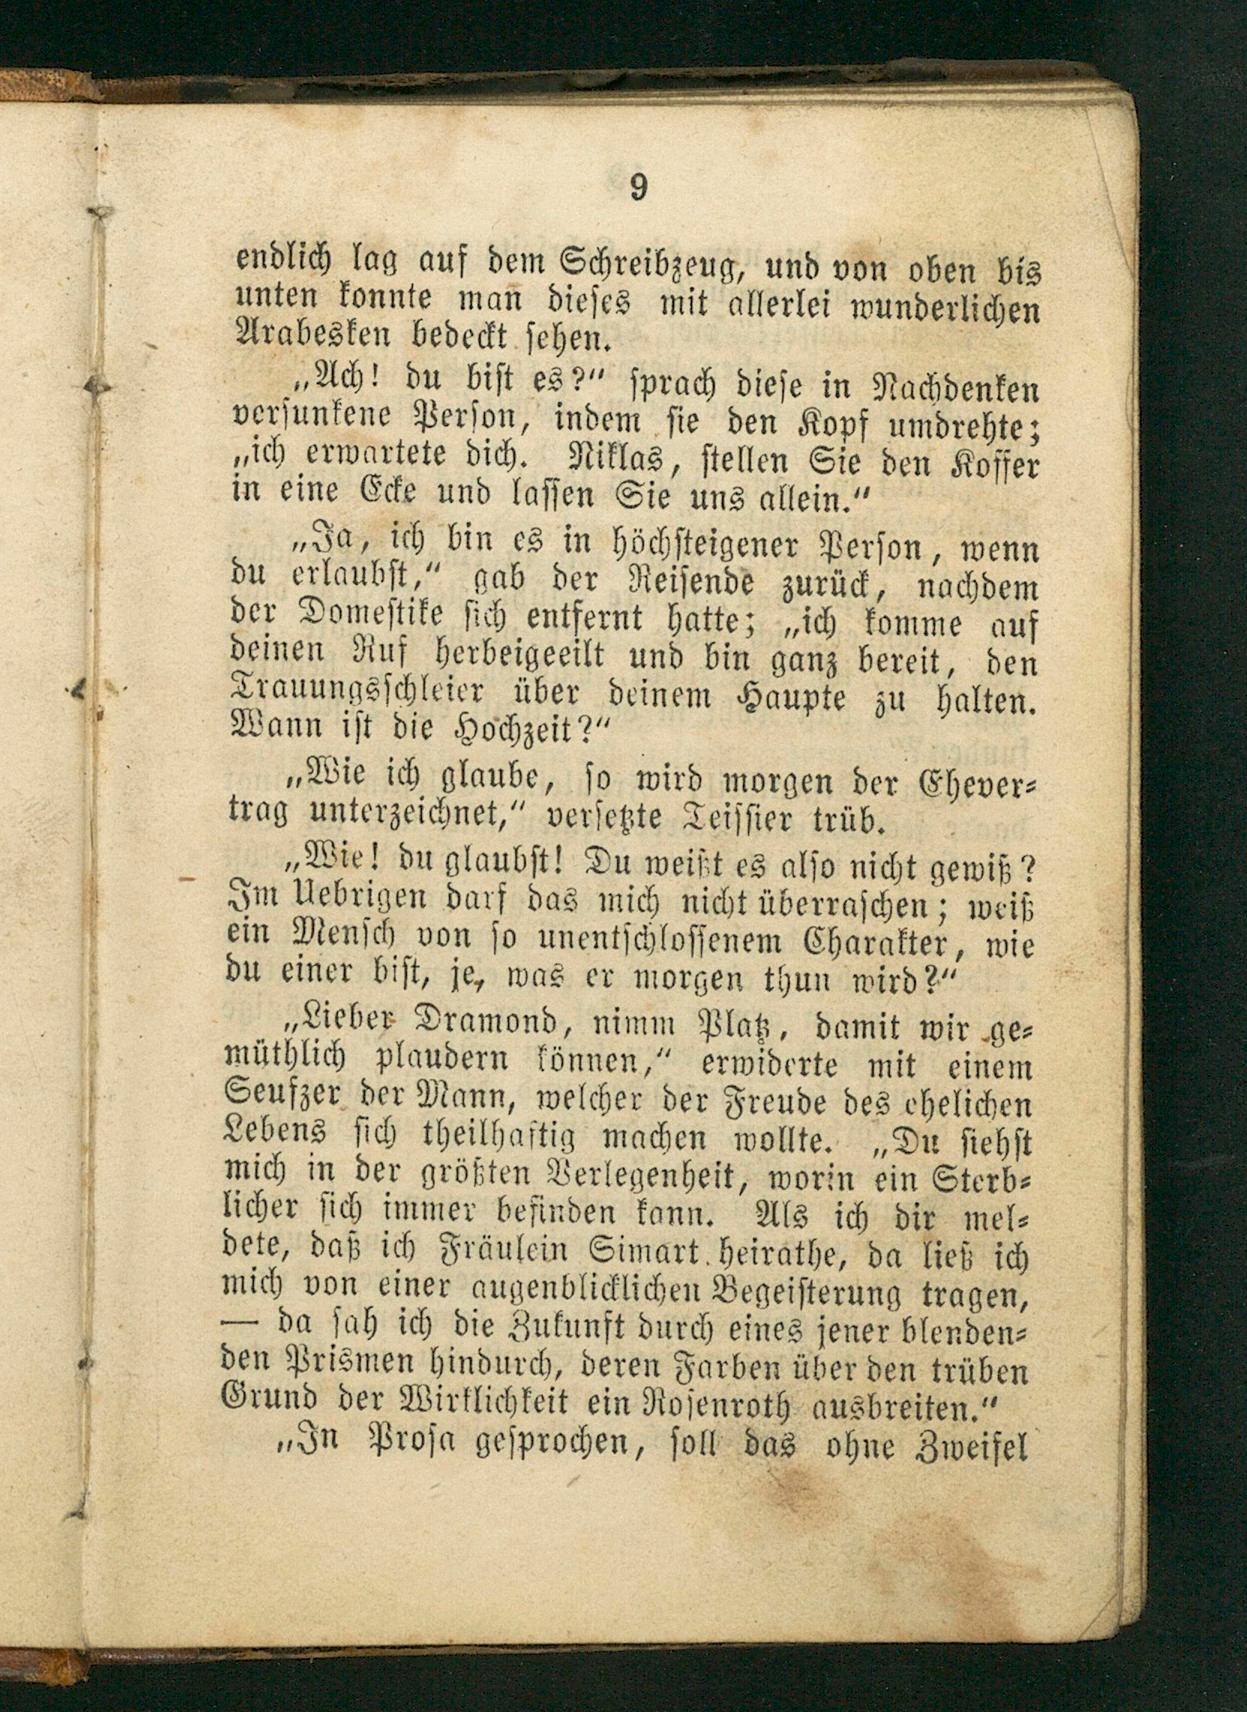 9
endlich lag auf dem Schreibzeug, und von oben bis
unten konnte man dieses mit allerlei wunderlichen
Arabesken bedeckt sehen.
„Ach! du bist es?“ sprach diese in Nachdenken
versunkene Person, indem sie den Kopf umdrehte;
„ich erwartete dich. Niklas, stellen Sie den Koffer
in eine Ecke und lassen Sie uns allein.“
„Ja, ich bin es in höchsteigener Person, wenn
du erlaubst,“ gab der Reisende zurück, nachdem
der Domestike sich entfernt hatte; „ich komme auf
deinen Ruf herbeigeeilt und bin ganz bereit, den
Trauungsschleier über deinem Haupte zu halten.
Wann ist die Hochzeit?“
„Wie ich glaube, so wird morgen der Ehever-
trag unterzeichnet,“ versetzte Teissier trüb.
„Wie! du glaubst! Du weißt es also nicht gewiß?
Im Uebrigen darf das mich nicht überraschen; weiß
ein Mensch von so unentschlossenem Charakter, wie
du einer bist, je, was er morgen thun wird?“
„Lieber Dramond, nimm Platz, damit wir ge-
müthlich plaudern können,“ erwiderte mit einem
Seufzer der Mann, welcher der Freude des ehelichen
Lebens sich theilhaftig machen wollte. „Du siehst
mich in der größten Verlegenheit, worin ein Sterb-
licher sich immer befinden kann. Als ich dir mel-
dete, daß ich Fräulein Simart heirathe, da ließ ich
mich von einer augenblicklichen Begeisterung tragen,
— da sah ich die Zukunft durch eines jener blenden-
den Prismen hindurch, deren Farben über den trüben
Grund der Wirklichkeit ein Rosenroth ausbreiten.“
„In Prosa gesprochen, soll das ohne Zweifel